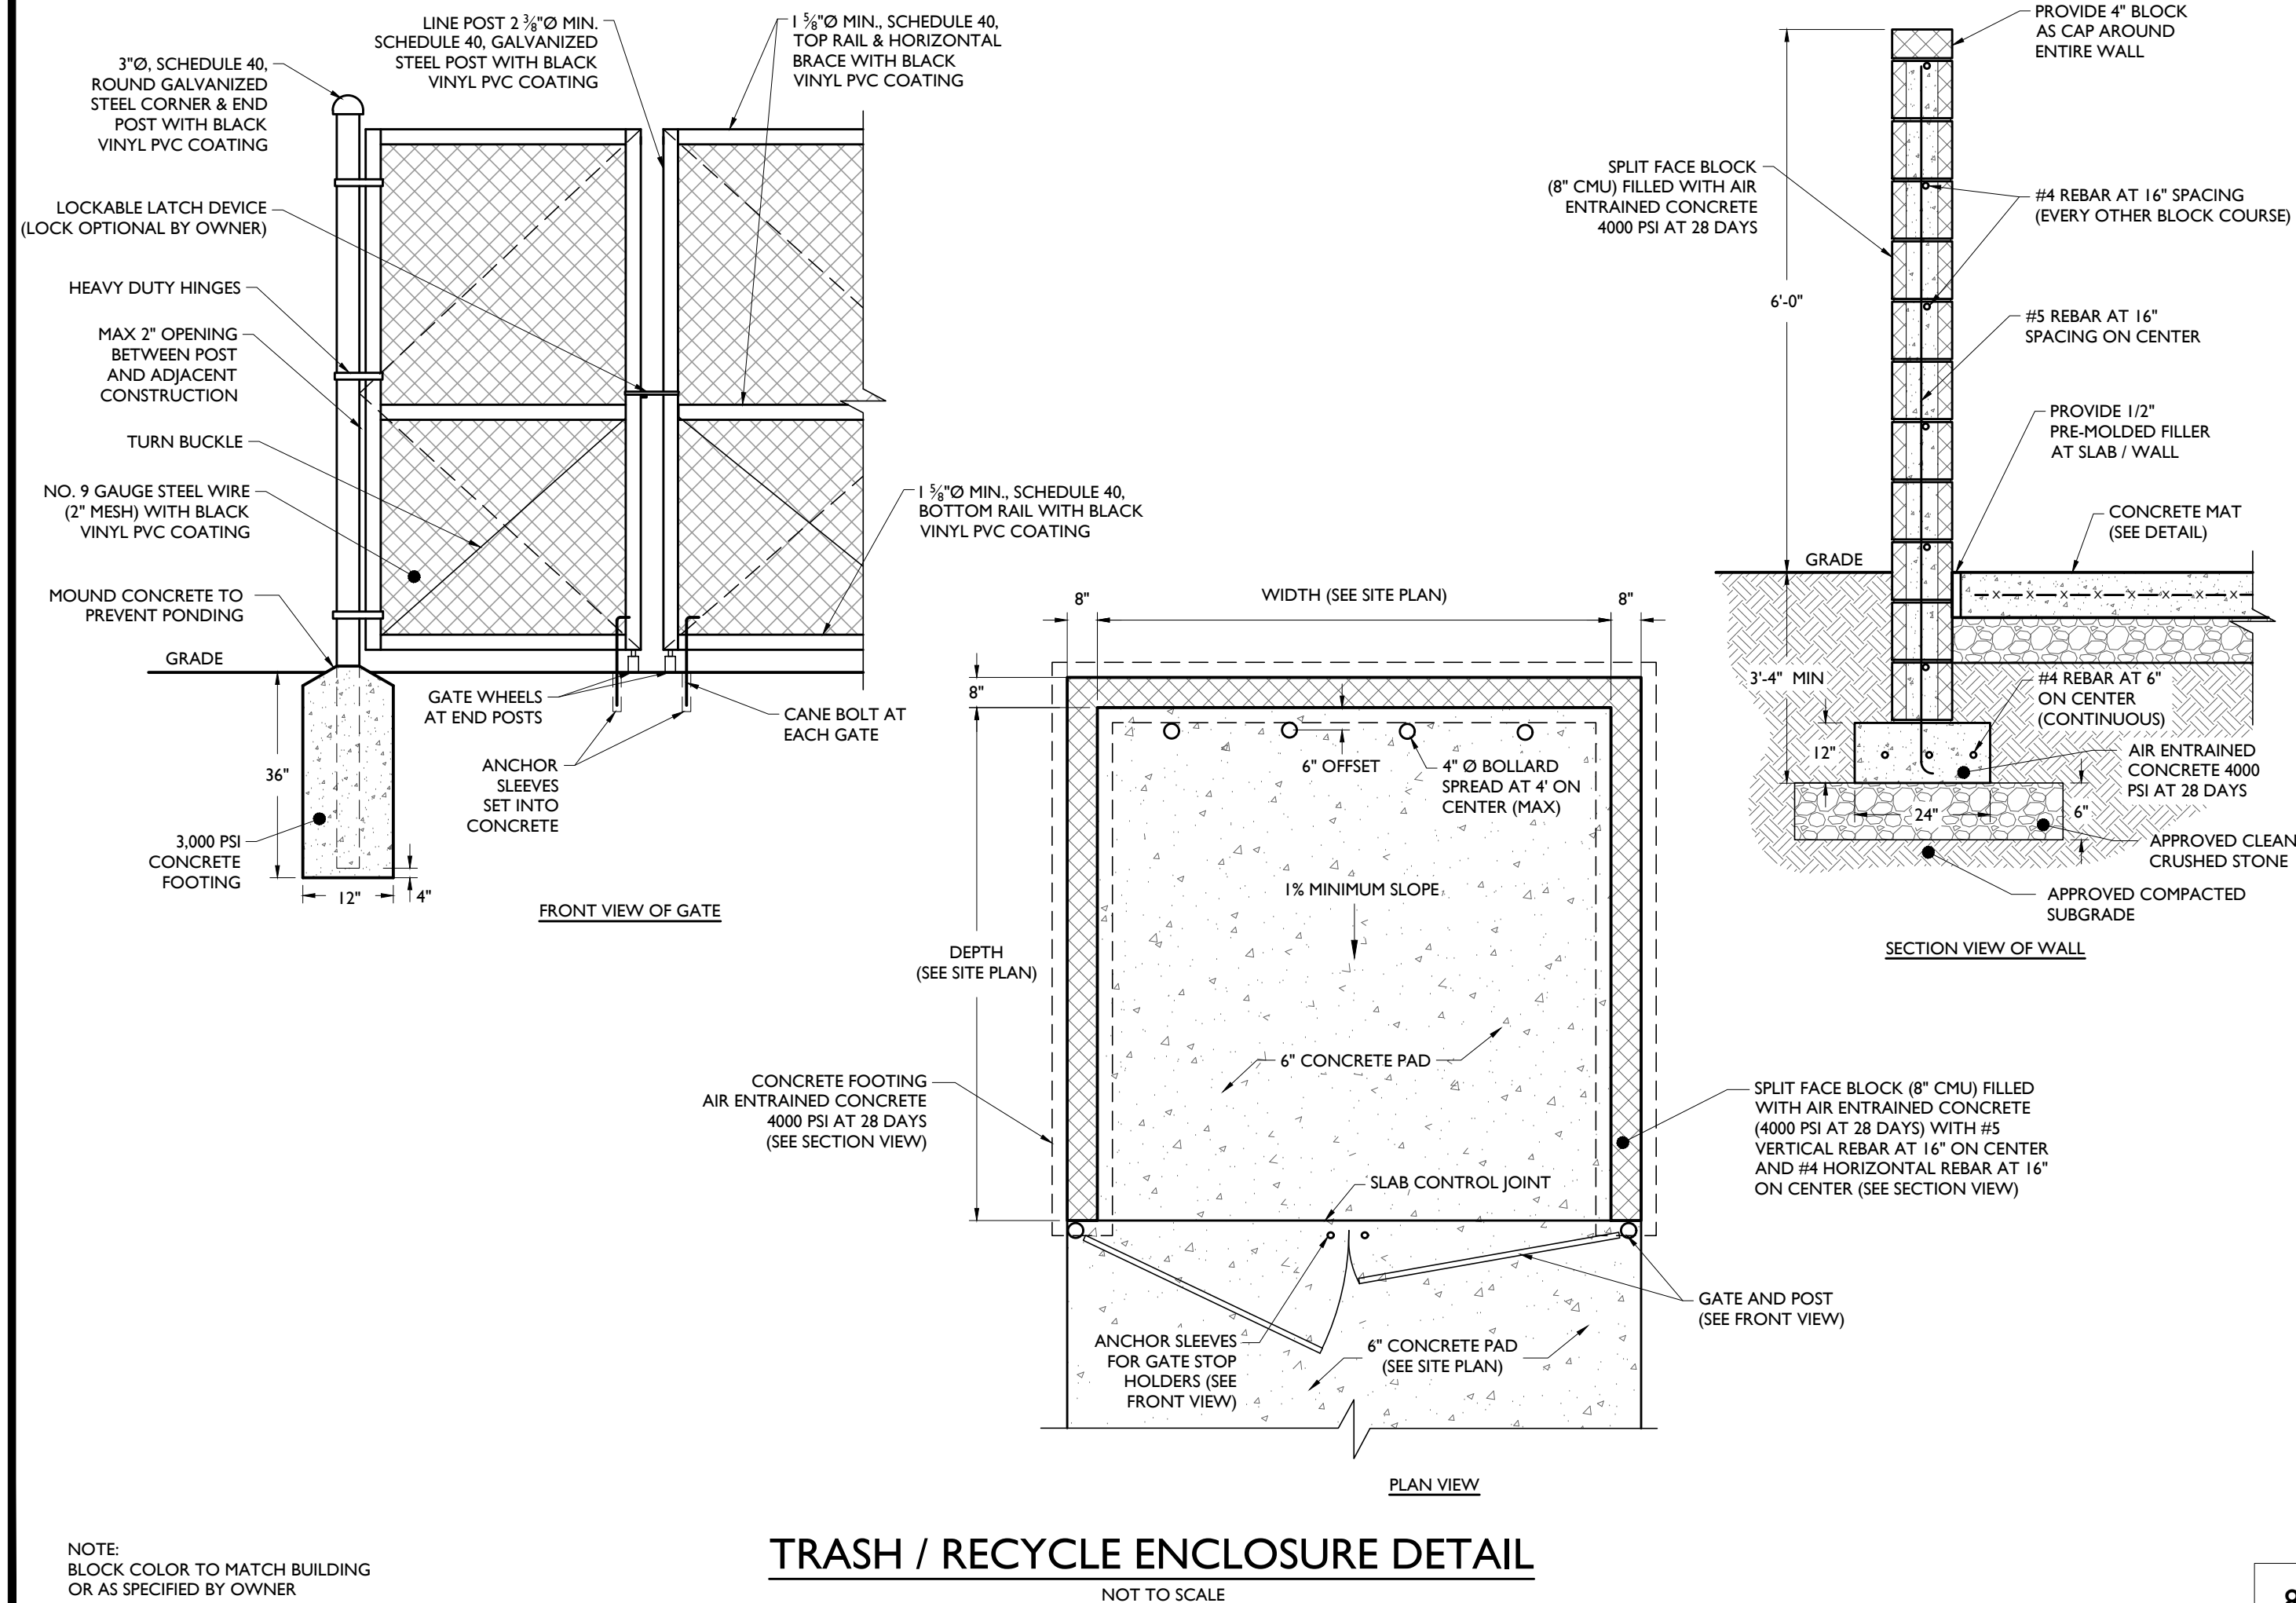 3"Ø, SCHEDULE 40,
ROUND GALVANIZED
STEEL CORNER & END
POST WITH BLACK
VINYL PVC COATING
LINE POST 2 ⅜"Ø MIN.
SCHEDULE 40, GALVANIZED
STEEL POST WITH BLACK
VINYL PVC COATING
1 ⅝"Ø MIN., SCHEDULE 40,
TOP RAIL & HORIZONTAL
BRACE WITH BLACK
VINYL PVC COATING
LOCKABLE LATCH DEVICE
(LOCK OPTIONAL BY OWNER)
HEAVY DUTY HINGES
MAX 2" OPENING
BETWEEN POST
AND ADJACENT
CONSTRUCTION
TURN BUCKLE
NO. 9 GAUGE STEEL WIRE
(2" MESH) WITH BLACK
VINYL PVC COATING
MOUND CONCRETE TO
PREVENT PONDING
GRADE
36"
3,000 PSI
CONCRETE
FOOTING
12"
4"
1 ⅝"Ø MIN., SCHEDULE 40,
BOTTOM RAIL WITH BLACK
VINYL PVC COATING
GATE WHEELS
AT END POSTS
ANCHOR
SLEEVES
SET INTO
CONCRETE
CANE BOLT AT
EACH GATE
FRONT VIEW OF GATE
8"
WIDTH (SEE SITE PLAN)
8"
8"
6" OFFSET
4" Ø BOLLARD
SPREAD AT 4' ON
CENTER (MAX)
1% MINIMUM SLOPE
DEPTH
(SEE SITE PLAN)
6" CONCRETE PAD
CONCRETE FOOTING
AIR ENTRAINED CONCRETE
4000 PSI AT 28 DAYS
(SEE SECTION VIEW)
SPLIT FACE BLOCK (8" CMU) FILLED
WITH AIR ENTRAINED CONCRETE
(4000 PSI AT 28 DAYS) WITH #5
VERTICAL REBAR AT 16" ON CENTER
AND #4 HORIZONTAL REBAR AT 16"
ON CENTER (SEE SECTION VIEW)
SLAB CONTROL JOINT
GATE AND POST
(SEE FRONT VIEW)
ANCHOR SLEEVES
FOR GATE STOP
HOLDERS (SEE
FRONT VIEW)
6" CONCRETE PAD
(SEE SITE PLAN)
PLAN VIEW
PROVIDE 4" BLOCK
AS CAP AROUND
ENTIRE WALL
SPLIT FACE BLOCK
(8" CMU) FILLED WITH AIR
ENTRAINED CONCRETE
4000 PSI AT 28 DAYS
#4 REBAR AT 16" SPACING
(EVERY OTHER BLOCK COURSE)
6'-0"
#5 REBAR AT 16"
SPACING ON CENTER
PROVIDE 1/2"
PRE-MOLDED FILLER
AT SLAB / WALL
CONCRETE MAT
(SEE DETAIL)
GRADE
3'-4" MIN
#4 REBAR AT 6"
ON CENTER
(CONTINUOUS)
12"
AIR ENTRAINED
CONCRETE 4000
PSI AT 28 DAYS
24"
6"
APPROVED CLEAN
CRUSHED STONE
APPROVED COMPACTED
SUBGRADE
SECTION VIEW OF WALL
NOTE:
BLOCK COLOR TO MATCH BUILDING
OR AS SPECIFIED BY OWNER
TRASH / RECYCLE ENCLOSURE DETAIL
NOT TO SCALE